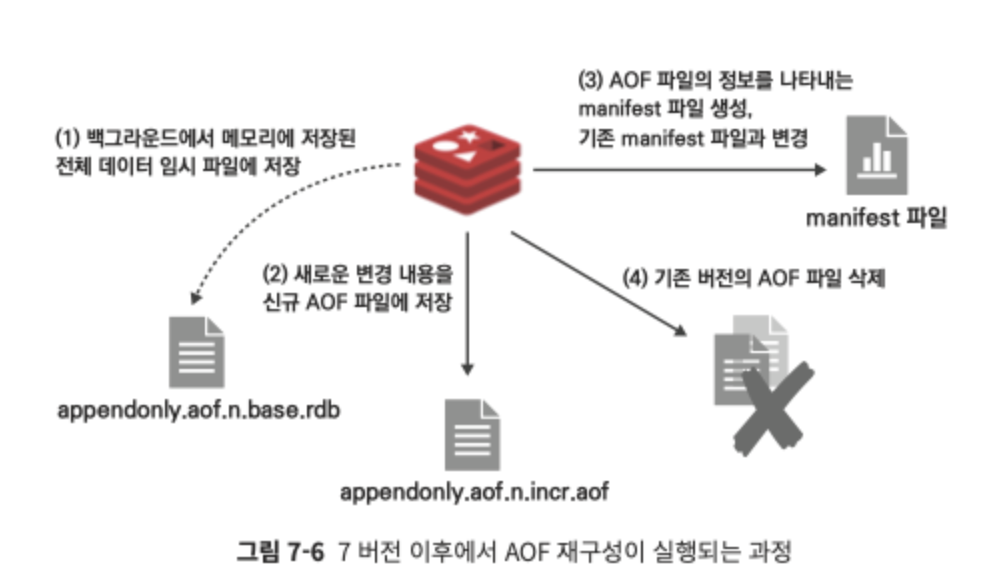 (1) 백그라운드에서 메모리에 저장된
전체 데이터 임시 파일에 저장
(3) AOF 파일의 정보를 나타내는
manifest 파일 생성,
기존 manifest 파일과 변경
manifest 파일
(2) 새로운 변경 내용을
신규 AOF 파일에 저장
(4) 기존 버전의 AOF 파일 삭제
appendonly.aof.n.base.rdb
appendonly.aof.n.incr.aof
그림 7-6 7 버전 이후에서 AOF 재구성이 실행되는 과정